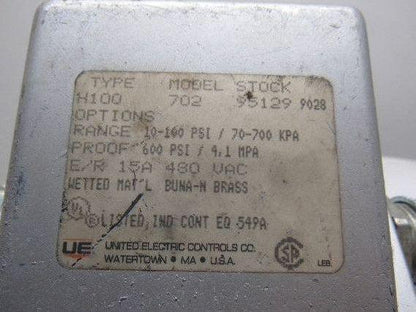 TYPE MODEL STOCK
H100 702 95129 9028
OPTIONS
RANGE 10-100 PSI / 70-700 KPA
PROOF 600 PSI / 4,1 MPA
E/R 15A 480 VAC
WETTED MAT'L BUNA-N BRASS
UL LISTED IND CONT EQ 549A
UE UNITED ELECTRIC CONTROLS CO.
WATERTOWN • MA • U.S.A.
LEB.